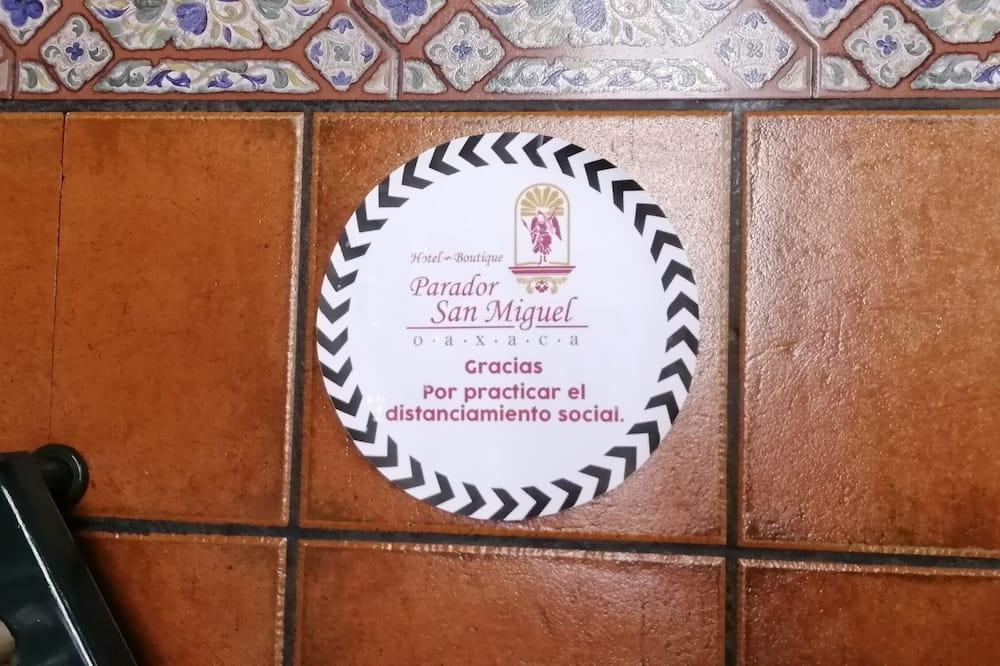 Hotel~Boutique
Parador
San Miguel
o·a·x·a·c·a
Gracias
Por practicar el
distanciamiento social.